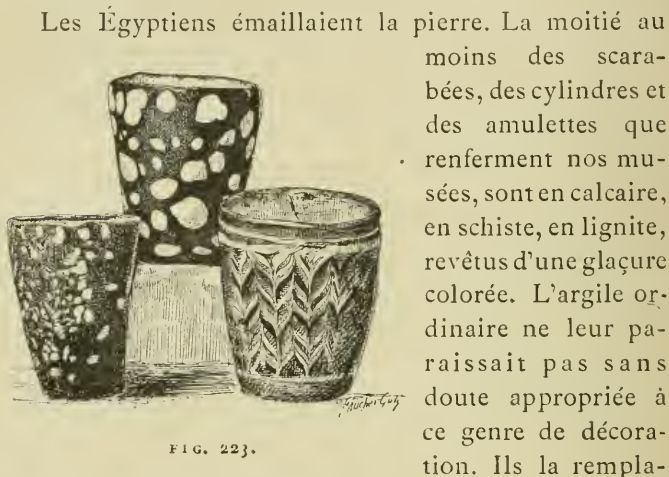 Les Égyptiens émaillaient la pierre. La moitié au
moins des scara-
bées, des cylindres et
des amulettes que
renferment nos mu-
sées, sont en calcaire,
en schiste, en lignite,
revêtus d'une glaçure
colorée. L'argile or-
dinaire ne leur pa-
raissait pas sans
doute appropriée à
ce genre de décora-
tion. Ils la rempla-
Faucher-Gudin
FIG. 223.